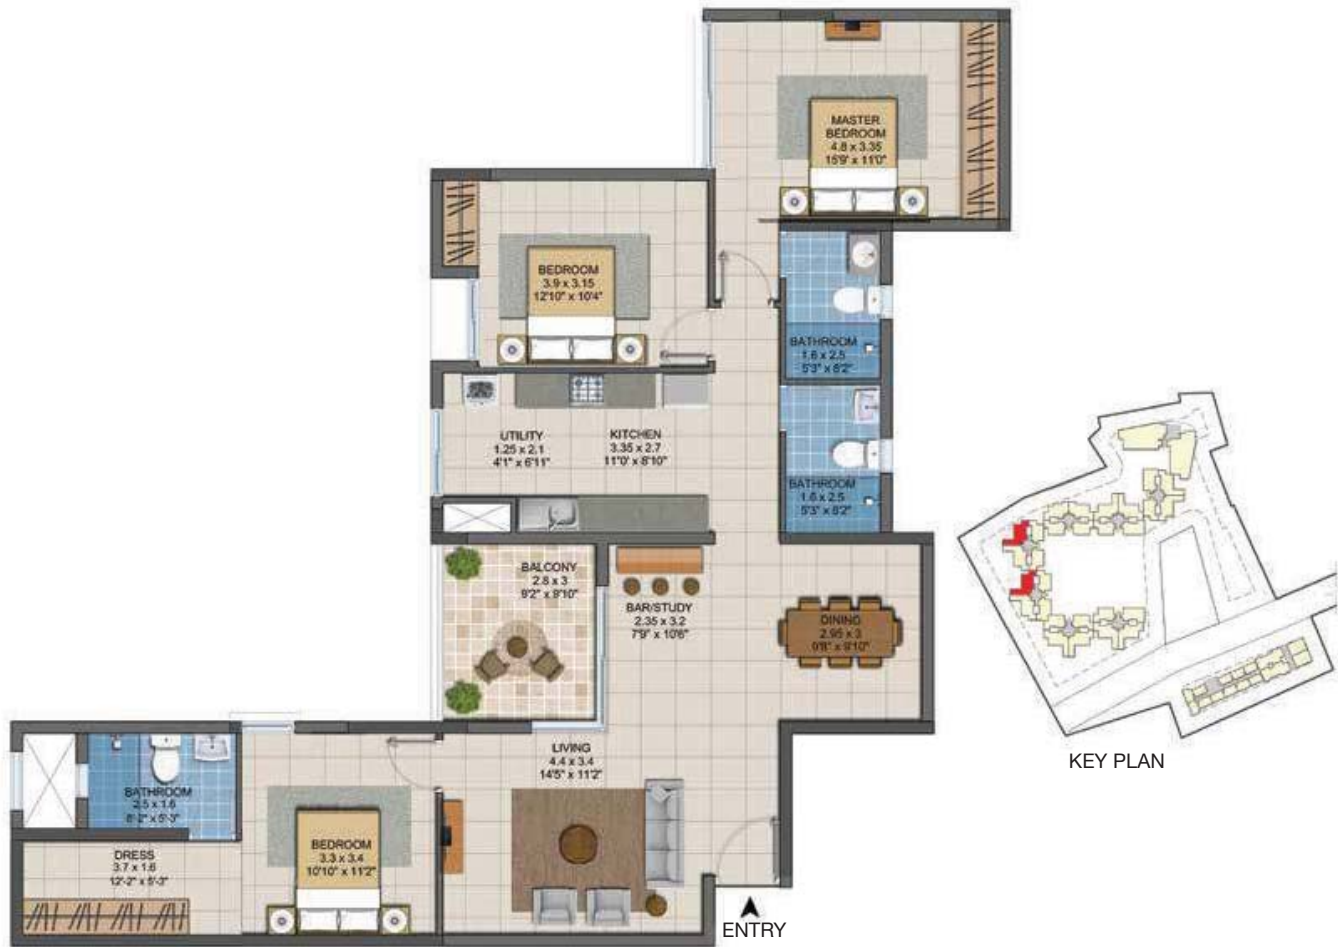 MASTER
BEDROOM
4.8 x 3.35
15'9" x 11'0"
BEDROOM
3.9 x 3.15
12'10" x 10'4"
BATHROOM
1.6 x 2.5
5'3" x 8'2"
UTILITY
1.25 x 2.1
4'1" x 6'11"
KITCHEN
3.35 x 2.7
11'0' x 8'10"
BATHROOM
1.6 x 2.5
5'3" x 8'2"
BALCONY
2.8 x 3
9'2" x 9'10"
BAR/STUDY
2.35 x 3.2
7'9" x 10'6"
DINING
2.95 x 3
9'8" x 9'10"
LIVING
4.4 x 3.4
14'5" x 11'2"
BATHROOM
2.5 x 1.6
8'-2" x 5'-3"
DRESS
3.7 x 1.6
12'-2" x 5'-3"
BEDROOM
3.3 x 3.4
10'10" x 11'2"
ENTRY
KEY PLAN